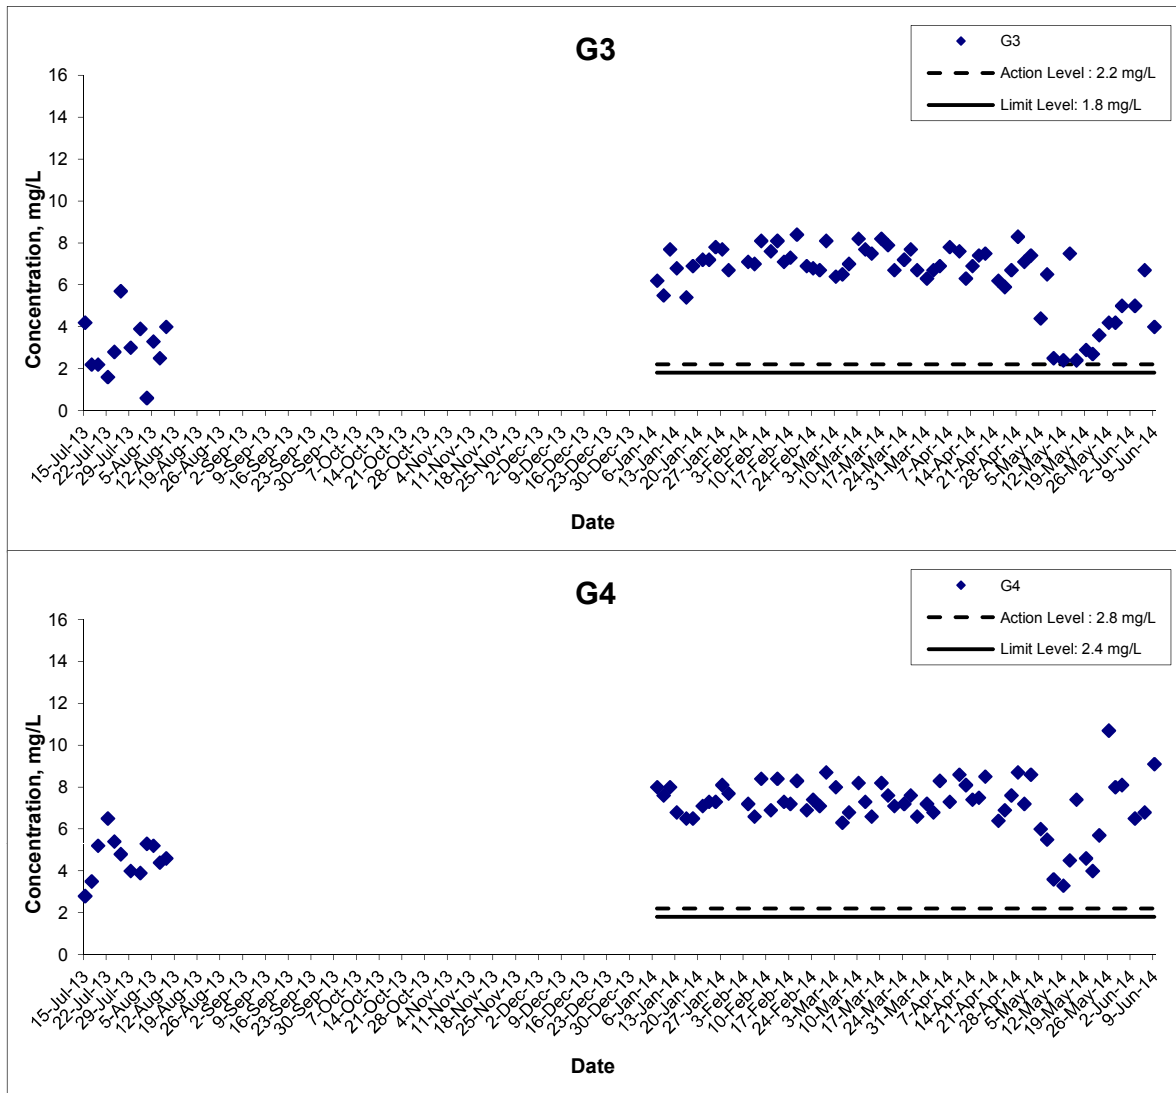 G3
G3
Action Level : 2.2 mg/L
Limit Level: 1.8 mg/L
Concentration, mg/L
16
14
12
10
8
6
4
2
0
15-Jul-13
22-Jul-13
29-Jul-13
5-Aug-13
12-Aug-13
19-Aug-13
26-Aug-13
2-Sep-13
9-Sep-13
16-Sep-13
23-Sep-13
30-Sep-13
7-Oct-13
14-Oct-13
21-Oct-13
28-Oct-13
4-Nov-13
11-Nov-13
18-Nov-13
25-Nov-13
2-Dec-13
9-Dec-13
16-Dec-13
23-Dec-13
30-Dec-13
6-Jan-14
13-Jan-14
20-Jan-14
27-Jan-14
3-Feb-14
10-Feb-14
17-Feb-14
24-Feb-14
3-Mar-14
10-Mar-14
17-Mar-14
24-Mar-14
31-Mar-14
7-Apr-14
14-Apr-14
21-Apr-14
28-Apr-14
5-May-14
12-May-14
19-May-14
26-May-14
2-Jun-14
9-Jun-14
Date
G4
G4
Action Level : 2.8 mg/L
Limit Level: 2.4 mg/L
Concentration, mg/L
16
14
12
10
8
6
4
2
0
15-Jul-13
22-Jul-13
29-Jul-13
5-Aug-13
12-Aug-13
19-Aug-13
26-Aug-13
2-Sep-13
9-Sep-13
16-Sep-13
23-Sep-13
30-Sep-13
7-Oct-13
14-Oct-13
21-Oct-13
28-Oct-13
4-Nov-13
11-Nov-13
18-Nov-13
25-Nov-13
2-Dec-13
9-Dec-13
16-Dec-13
23-Dec-13
30-Dec-13
6-Jan-14
13-Jan-14
20-Jan-14
27-Jan-14
3-Feb-14
10-Feb-14
17-Feb-14
24-Feb-14
3-Mar-14
10-Mar-14
17-Mar-14
24-Mar-14
31-Mar-14
7-Apr-14
14-Apr-14
21-Apr-14
28-Apr-14
5-May-14
12-May-14
19-May-14
26-May-14
2-Jun-14
9-Jun-14
Date